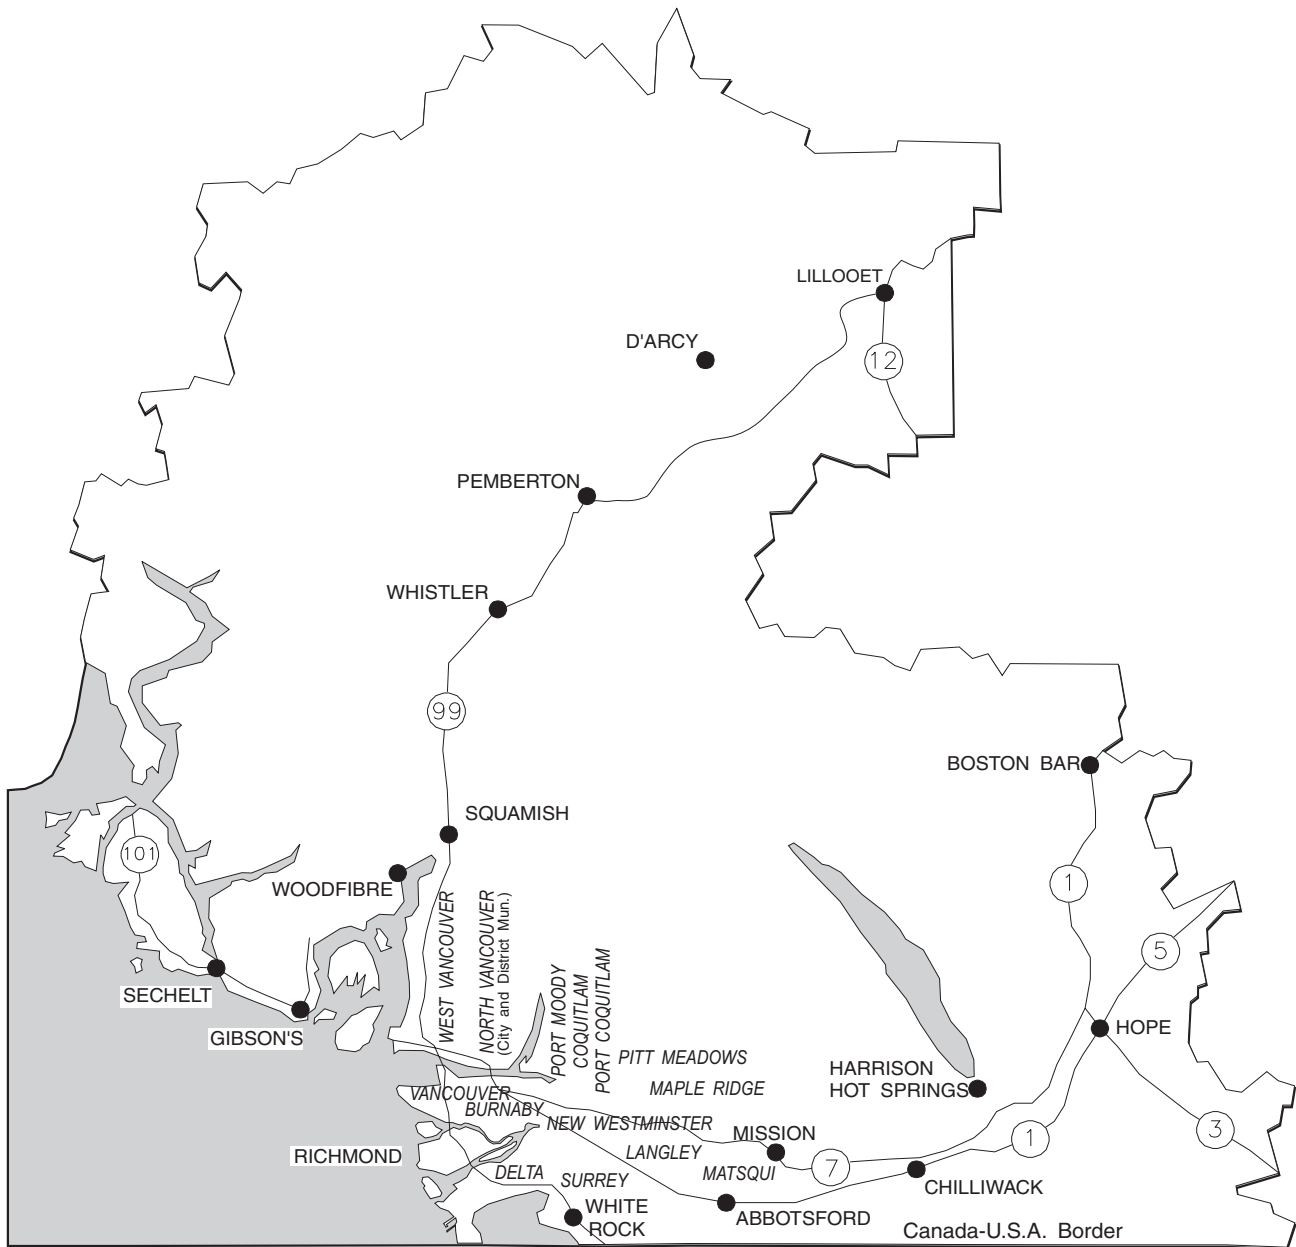 LILLOOET
D'ARCY
12
PEMBERTON
WHISTLER
99
BOSTON BAR
SQUAMISH
101
WOODFIBRE
1
WEST VANCOUVER
NORTH VANCOUVER
(City and District Mun.)
PORT MOODY
COQUITLAM
PORT COQUITLAM
5
SECHELT
GIBSON'S
HOPE
PITT MEADOWS
HARRISON
HOT SPRINGS
MAPLE RIDGE
VANCOUVER
BURNABY
NEW WESTMINSTER
MISSION
1
3
RICHMOND
LANGLEY
7
DELTA
SURREY
MATSQUI
CHILLIWACK
WHITE
ROCK
ABBOTSFORD
Canada-U.S.A. Border